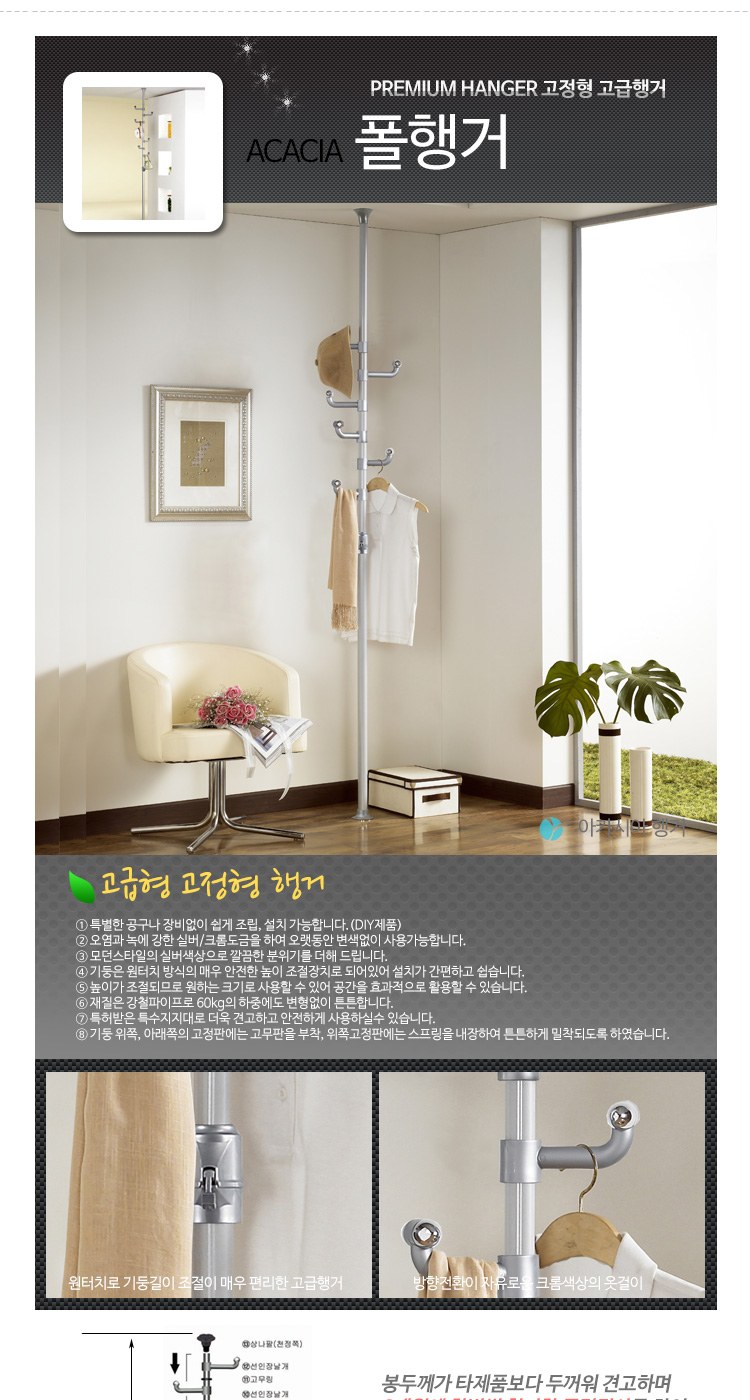 PREMIUM HANGER 고정형 고급행거
ACACIA 폴행거
아카시아 행거
고급형 고정형 행거
① 특별한 공구나 장비없이 쉽게 조립, 설치 가능합니다. (DIY제품)
② 오염과 녹에 강한 실버/크롬도금을 하여 오랫동안 변색없이 사용가능합니다.
③ 모던스타일의 실버색상으로 깔끔한 분위기를 더해 드립니다.
④ 기둥은 원터치 방식의 매우 안전한 높이 조절장치로 되어있어 설치가 간편하고 쉽습니다.
⑤ 높이가 조절되므로 원하는 크기로 사용할 수 있어 공간을 효과적으로 활용할 수 있습니다.
⑥ 재질은 강철파이프로 60kg의 하중에도 변형없이 튼튼합니다.
⑦ 특허받은 특수지지대로 더욱 견고하고 안전하게 사용하실수 있습니다.
⑧ 기둥 위쪽, 아래쪽의 고정판에는 고무판을 부착, 위쪽고정판에는 스프링을 내장하여 튼튼하게 밀착되도록 하였습니다.
원터치로 기둥길이 조절이 매우 편리한 고급행거
방향전환이 자유로운 크롬색상의 옷걸이
⑬상나팔(천정쪽)
⑫선인장날개
⑪고무링
⑩선인장날개
봉두께가 타제품보다 두꺼워 견고하며